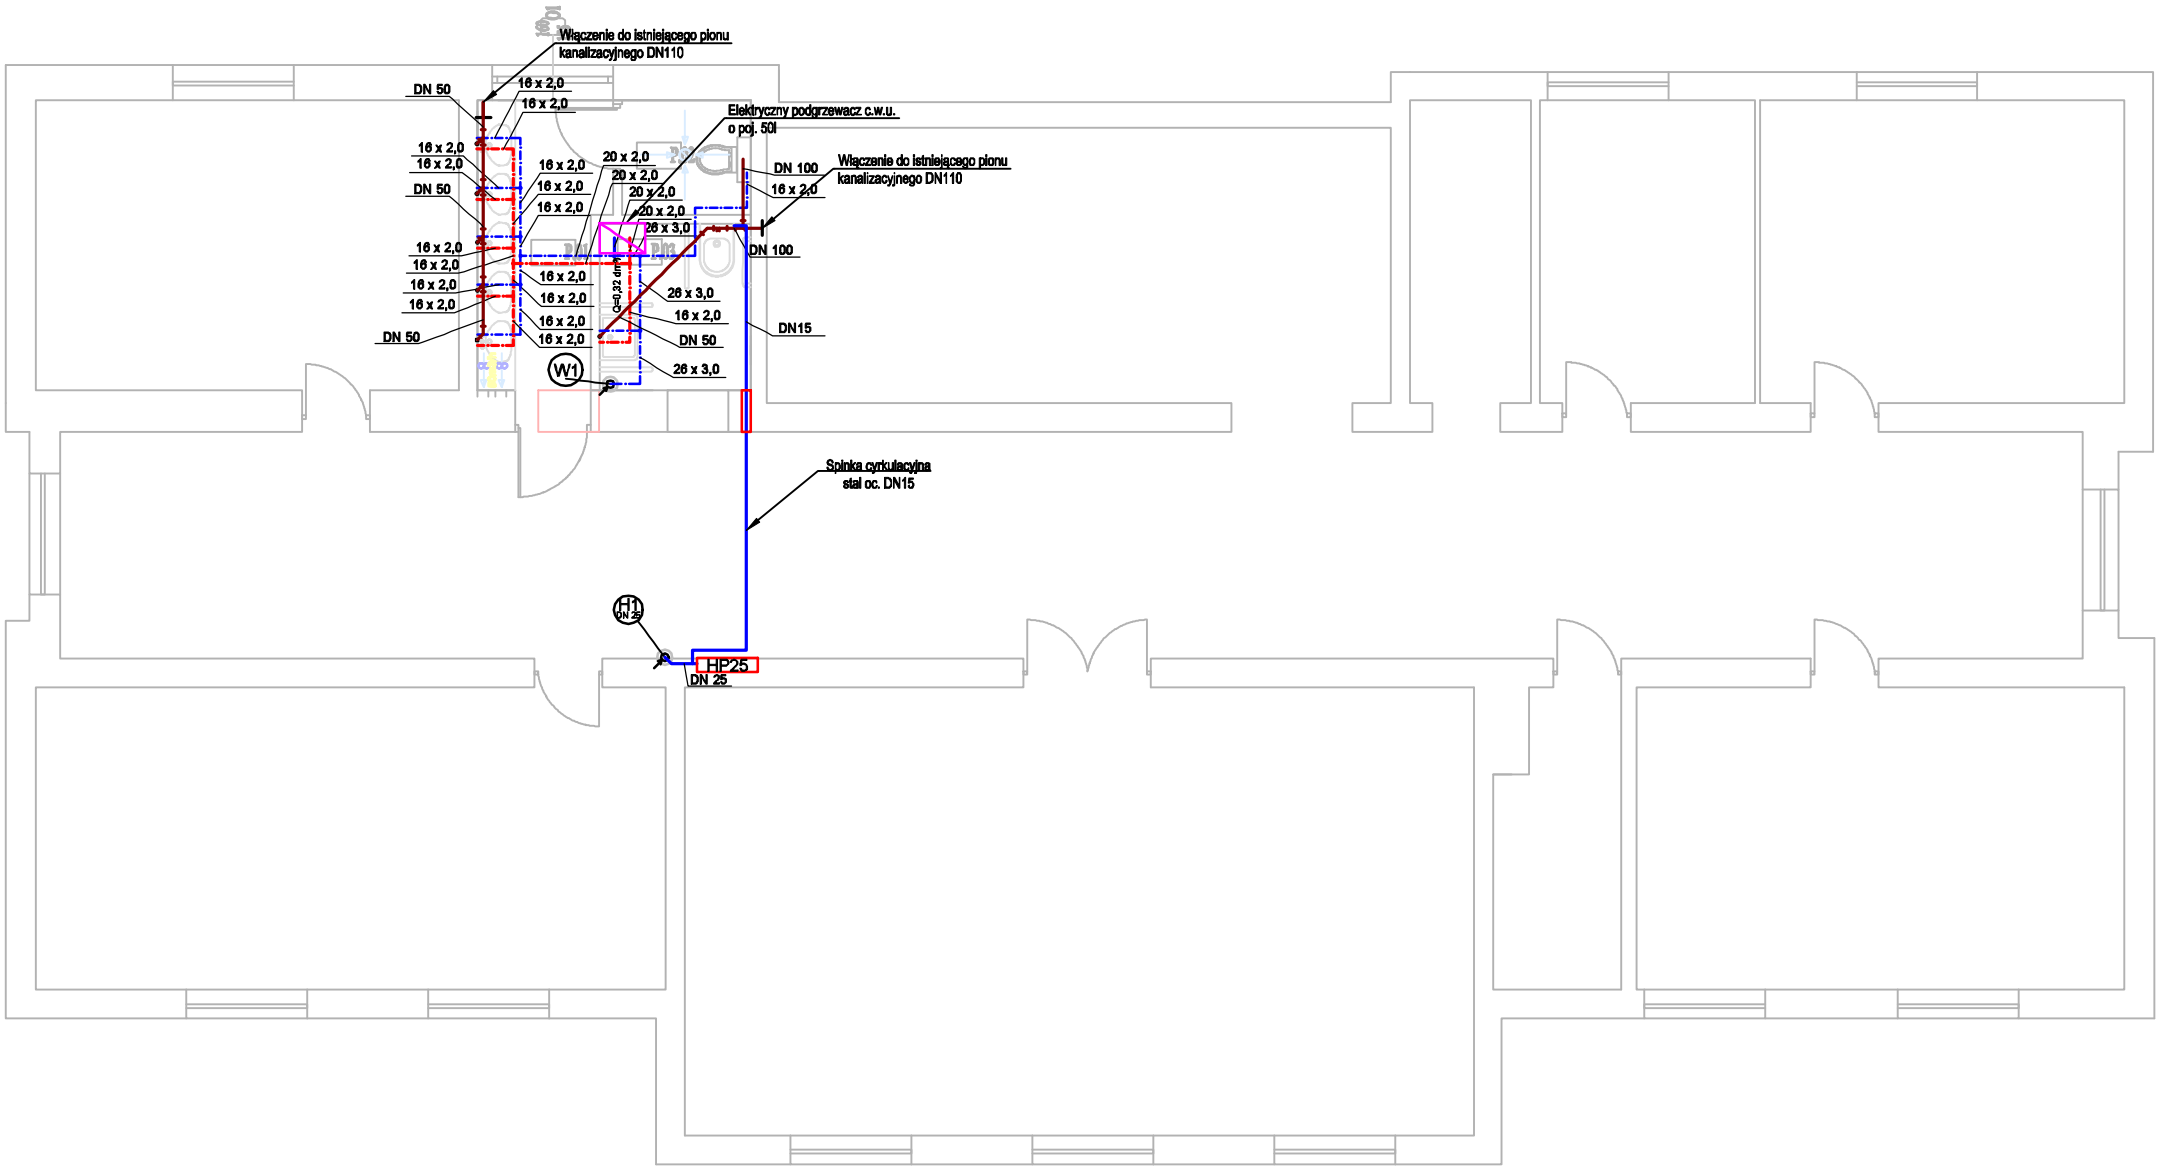 Włączenie do istniejącego pionu
kanalizacyjnego DN110
DN 50
16 x 2,0
16 x 2,0
Elektryczny podgrzewacz c.w.u.
o poj. 50l
16 x 2,0
16 x 2,0
DN 50
16 x 2,0
16 x 2,0
16 x 2,0
20 x 2,0
20 x 2,0
20 x 2,0
20 x 2,0
26 x 3,0
DN 100
16 x 2,0
Włączenie do istniejącego pionu
kanalizacyjnego DN110
DN 100
16 x 2,0
16 x 2,0
16 x 2,0
16 x 2,0
DN 50
16 x 2,0
16 x 2,0
16 x 2,0
16 x 2,0
Q=0,32 dm
26 x 3,0
16 x 2,0
DN 50
26 x 3,0
DN15
W1
Spinka cyrkulacyjna
stal oc. DN15
H1
DN 25
HP25
DN 25